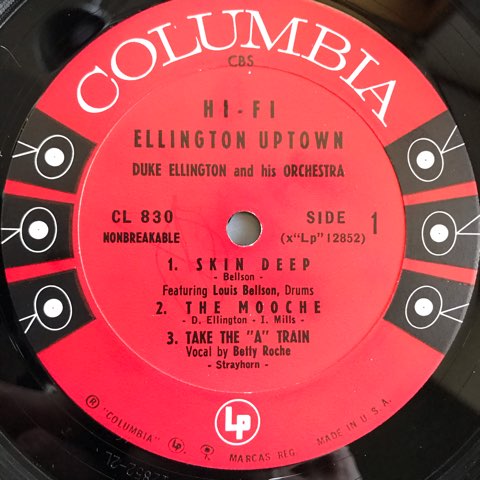 COLUMBIA
CBS
HI-FI
ELLINGTON UPTOWN
DUKE ELLINGTON and his ORCHESTRA
CL 830
NONBREAKABLE
SIDE 1
(x"Lp"12852)
1. SKIN DEEP
- Bellson -
Featuring Louis Bellson, Drums
2. THE MOOCHE
- D. Ellington - I. Mills -
3. TAKE THE "A" TRAIN
Vocal by Betty Roche
- Strayhorn -
Lp
® "COLUMBIA" Lp. ℗ MARCAS REG. MADE IN U.S.A.